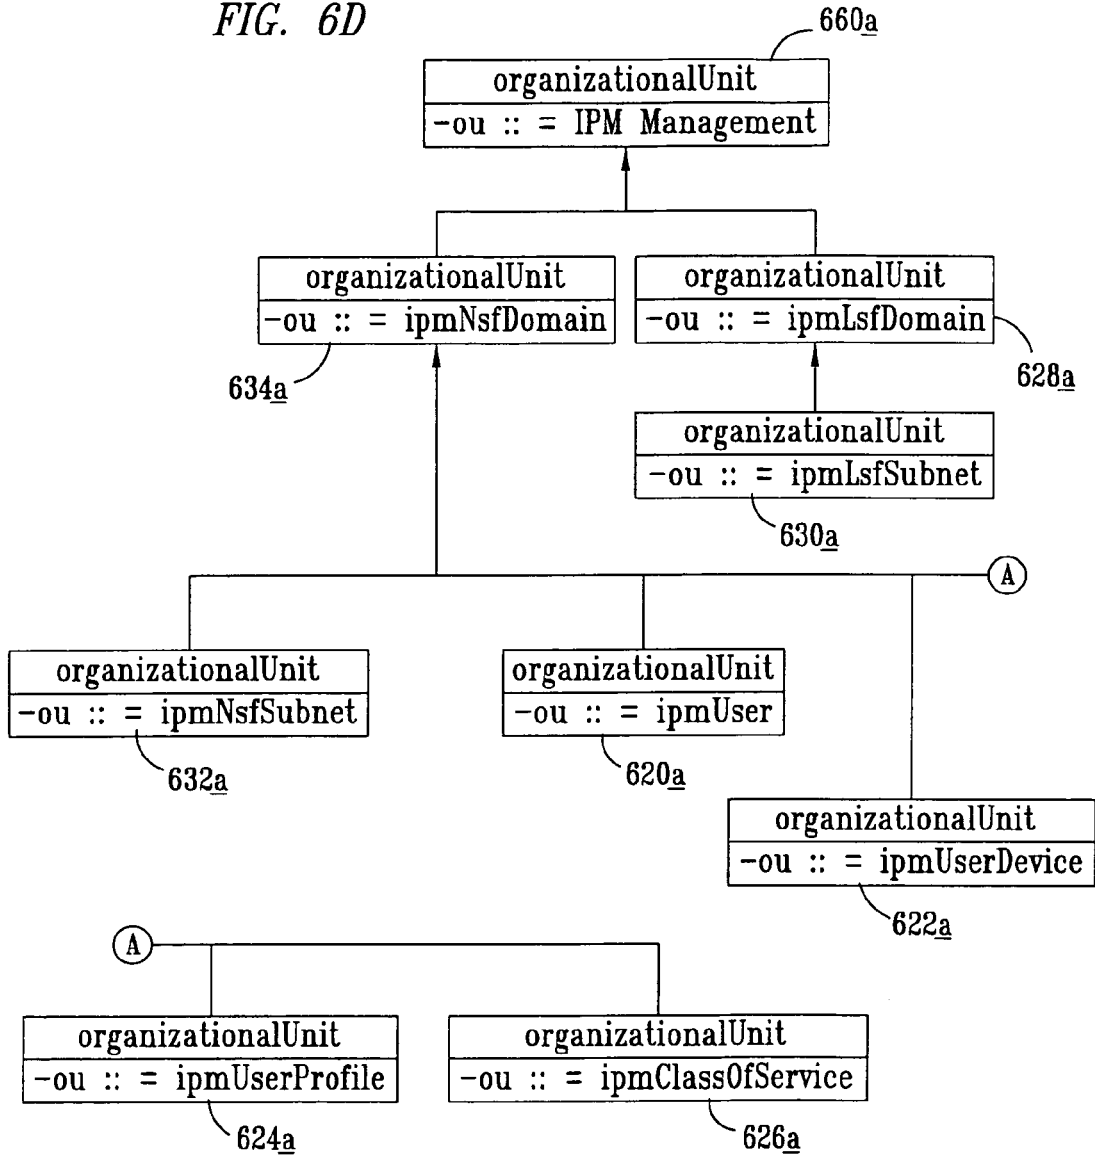 FIG. 6D
660a
organizationalUnit
-ou :: = IPM Management
organizationalUnit
-ou :: = ipmNsfDomain
organizationalUnit
-ou :: = ipmLsfDomain
634a
628a
organizationalUnit
-ou :: = ipmLsfSubnet
630a
A
organizationalUnit
-ou :: = ipmNsfSubnet
organizationalUnit
-ou :: = ipmUser
632a
620a
organizationalUnit
-ou :: = ipmUserDevice
622a
A
organizationalUnit
-ou :: = ipmUserProfile
organizationalUnit
-ou :: = ipmClassOfService
624a
626a